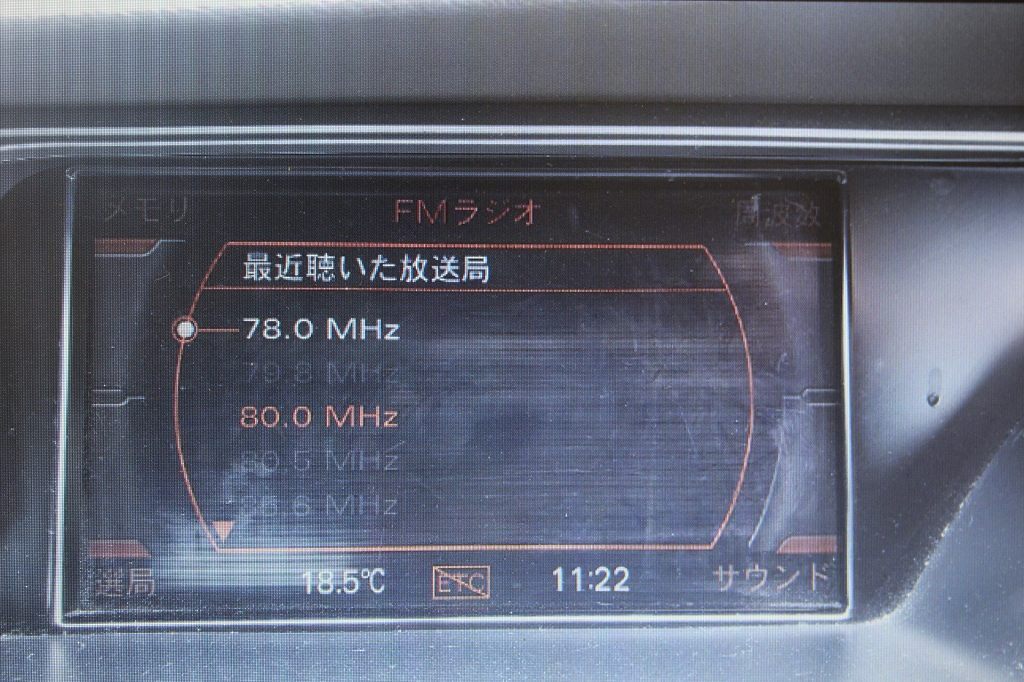 メモリ FMラジオ 周波数
最近聴いた放送局
78.0 MHz
79.8 MHz
80.0 MHz
80.5 MHz
選局 18.5℃ ETC 11:22 サウンド